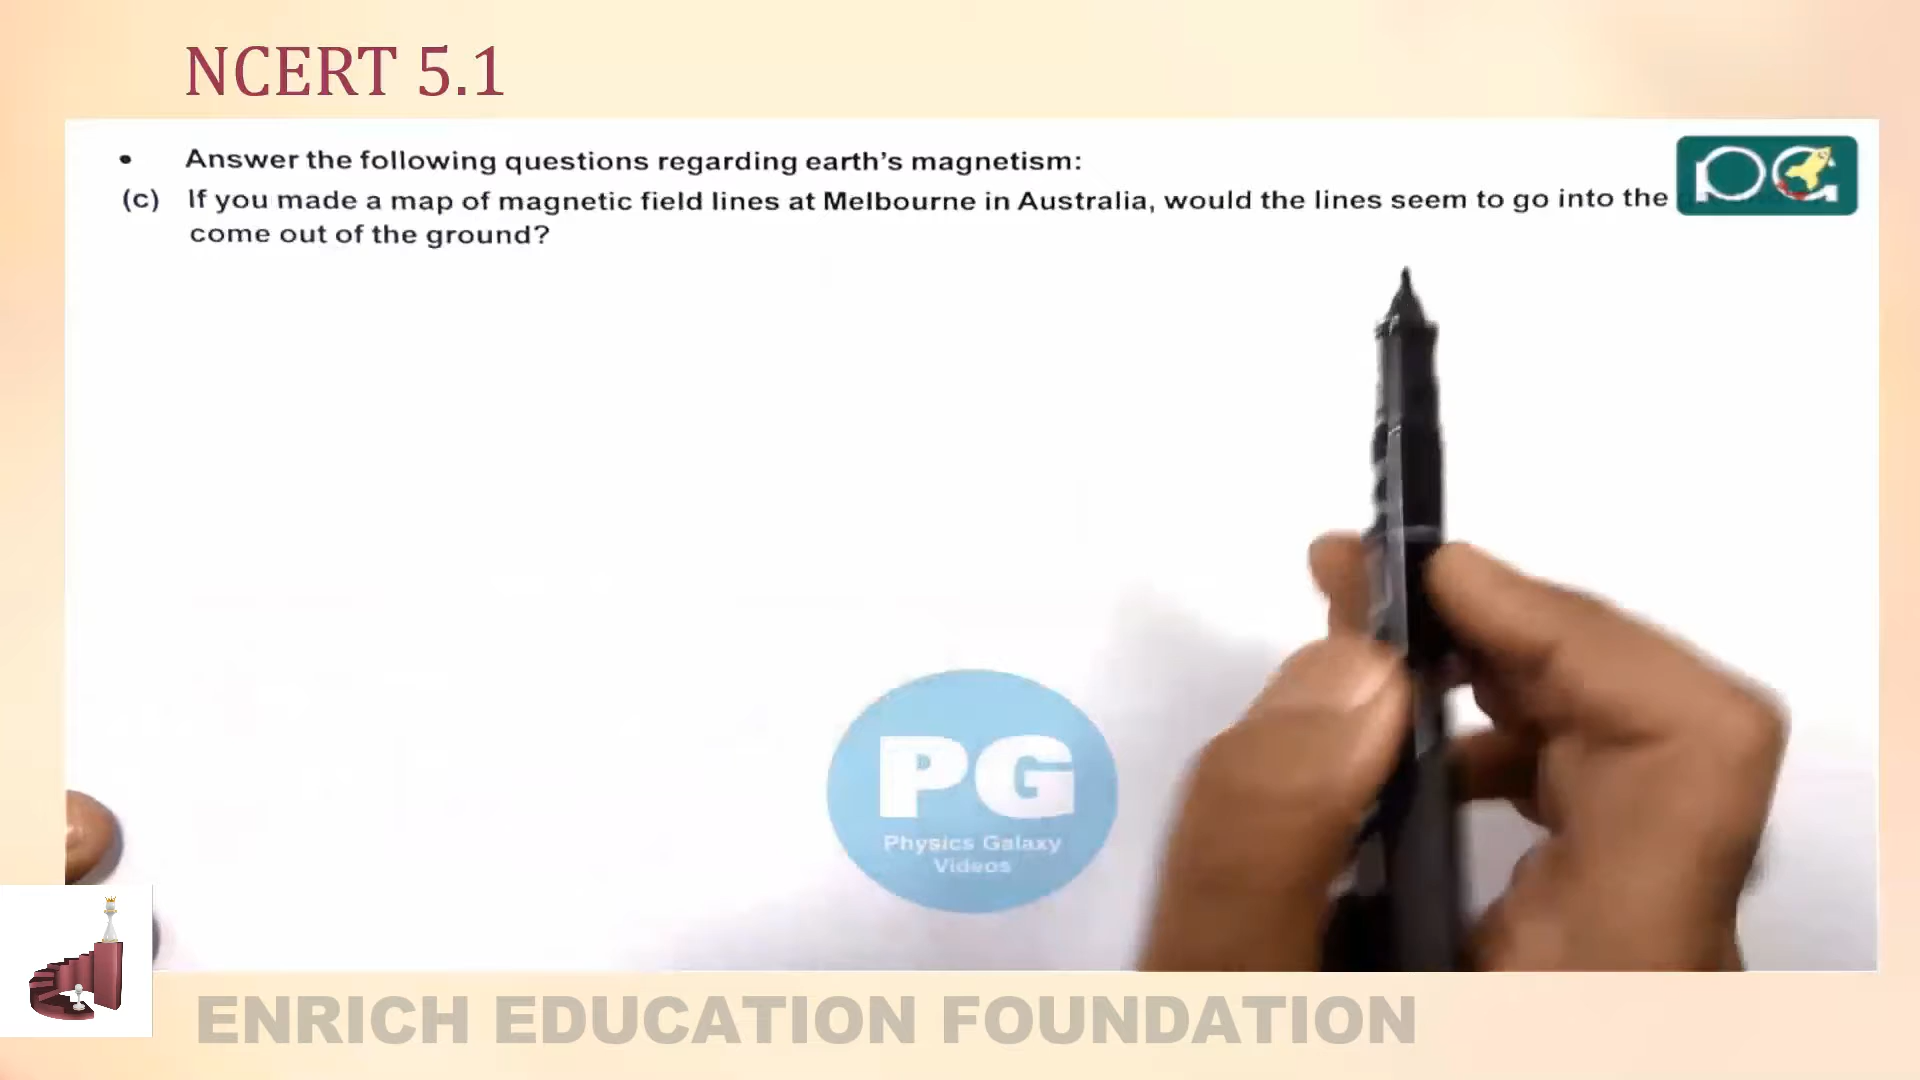 NCERT 5.1
• Answer the following questions regarding earth's magnetism:
(c) If you made a map of magnetic field lines at Melbourne in Australia, would the lines seem to go into the
come out of the ground?
PG
Physics Galaxy
Videos
ENRICH EDUCATION FOUNDATION